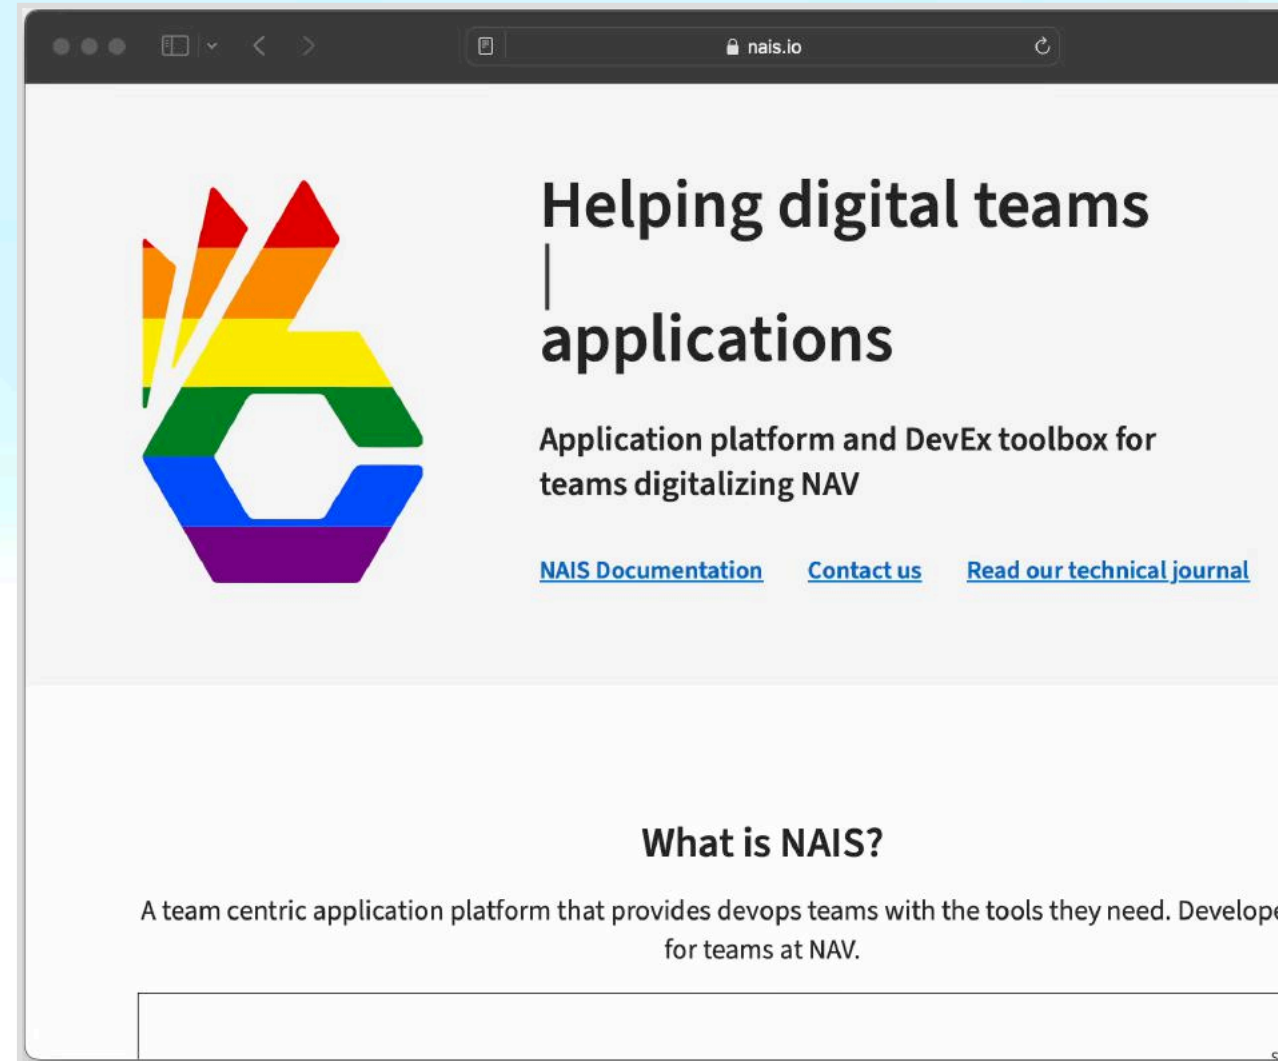 nais.io
Helping digital teams
applications
Application platform and DevEx toolbox for
teams digitalizing NAV
NAIS Documentation Contact us Read our technical journal
What is NAIS?
A team centric application platform that provides devops teams with the tools they need. Develope
for teams at NAV.